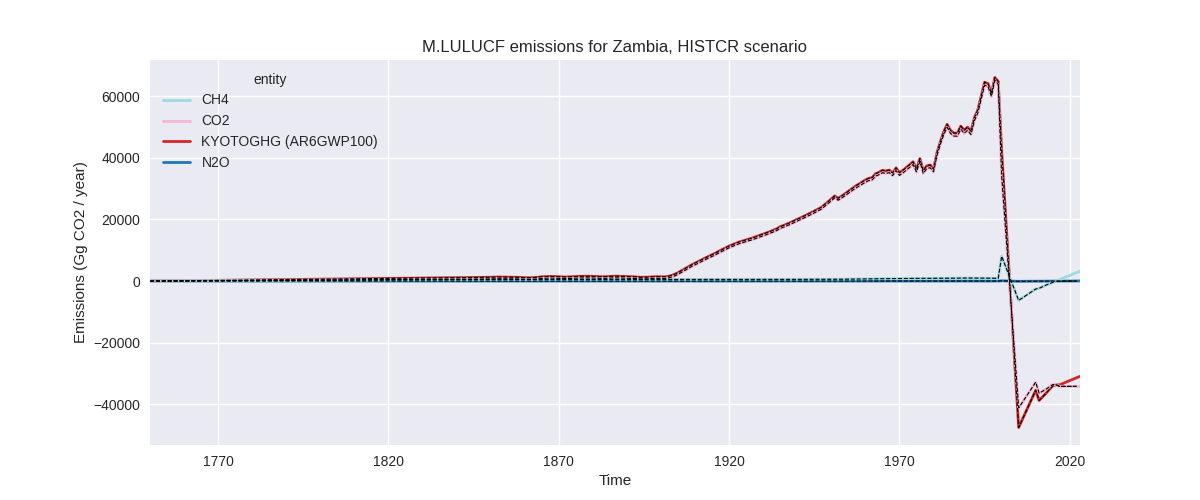 M.LULUCF emissions for Zambia, HISTCR scenario
entity
CH4
CO2
KYOTOGHG (AR6GWP100)
N2O
Emissions (Gg CO2 / year)
60000
40000
20000
0
−20000
−40000
1770
1820
1870
1920
1970
2020
Time